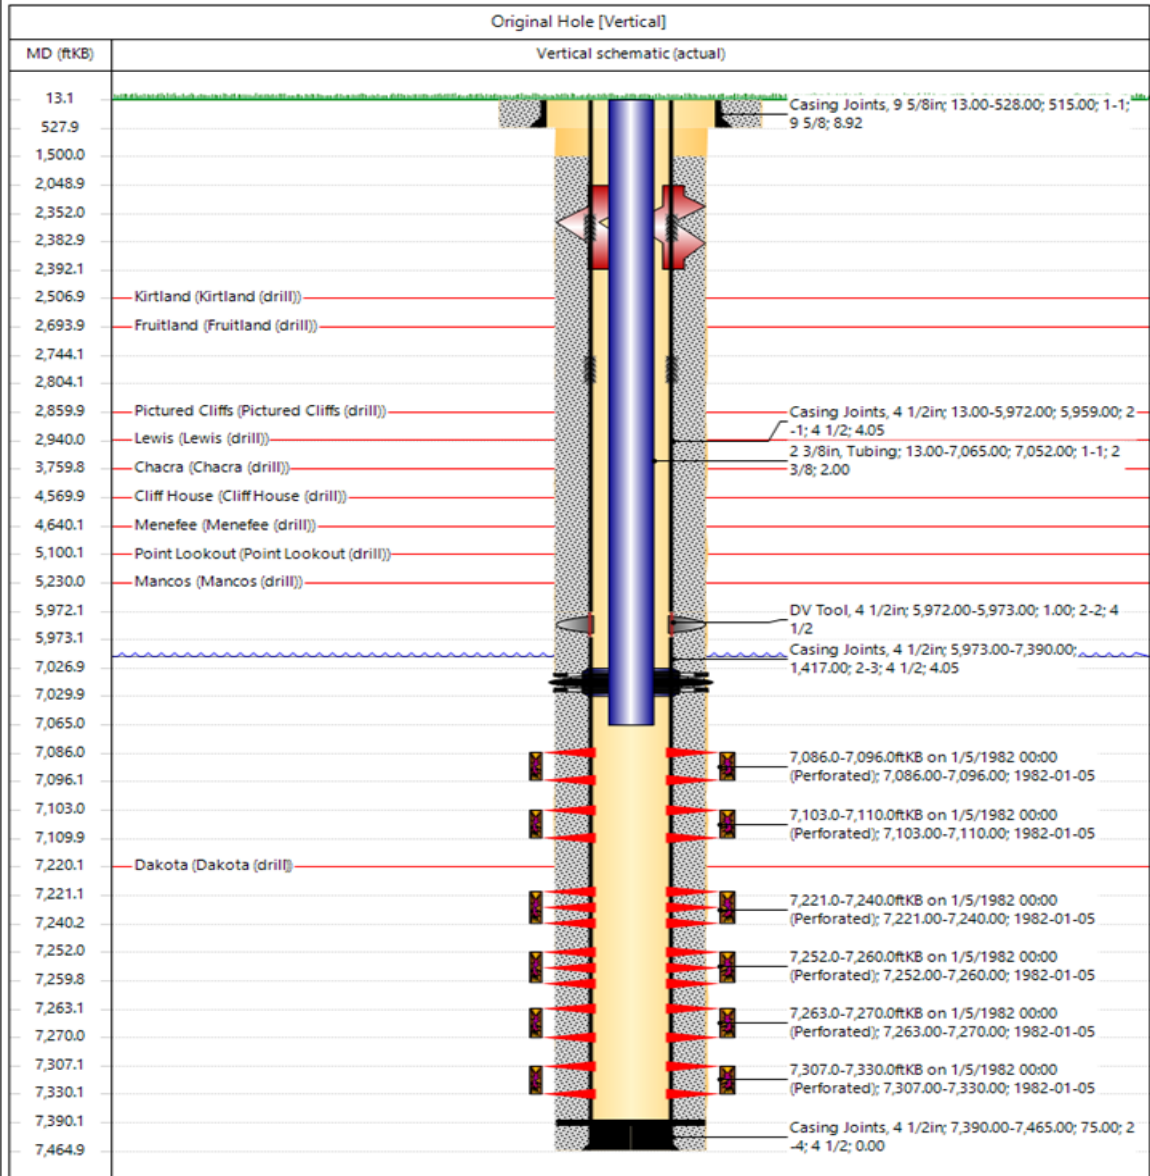 Original Hole [Vertical]
MD (ftKB)
Vertical schematic (actual)
13.1
Casing Joints, 9 5/8in; 13.00-528.00; 515.00; 1-1;
9 5/8; 8.92
527.9
1,500.0
2,048.9
2,352.0
2,382.9
2,392.1
2,506.9
Kirtland (Kirtland (drill))
2,693.9
Fruitland (Fruitland (drill))
2,744.1
2,804.1
2,859.9
Pictured Cliffs (Pictured Cliffs (drill))
Casing Joints, 4 1/2in; 13.00-5,972.00; 5,959.00; 2
-1; 4 1/2; 4.05
2,940.0
Lewis (Lewis (drill))
2 3/8in, Tubing; 13.00-7,065.00; 7,052.00; 1-1; 2
3/8; 2.00
3,759.8
Chacra (Chacra (drill))
4,569.9
Cliff House (Cliff House (drill))
4,640.1
Menefee (Menefee (drill))
5,100.1
Point Lookout (Point Lookout (drill))
5,230.0
Mancos (Mancos (drill))
5,972.1
DV Tool, 4 1/2in; 5,972.00-5,973.00; 1.00; 2-2; 4
1/2
5,973.1
Casing Joints, 4 1/2in; 5,973.00-7,390.00;
1,417.00; 2-3; 4 1/2; 4.05
7,026.9
7,029.9
7,065.0
7,086.0
7,086.0-7,096.0ftKB on 1/5/1982 00:00
(Perforated); 7,086.00-7,096.00; 1982-01-05
7,096.1
7,103.0
7,103.0-7,110.0ftKB on 1/5/1982 00:00
(Perforated); 7,103.00-7,110.00; 1982-01-05
7,109.9
7,220.1
Dakota (Dakota (drill))
7,221.1
7,221.0-7,240.0ftKB on 1/5/1982 00:00
(Perforated); 7,221.00-7,240.00; 1982-01-05
7,240.2
7,252.0
7,252.0-7,260.0ftKB on 1/5/1982 00:00
(Perforated); 7,252.00-7,260.00; 1982-01-05
7,259.8
7,263.1
7,263.0-7,270.0ftKB on 1/5/1982 00:00
(Perforated); 7,263.00-7,270.00; 1982-01-05
7,270.0
7,307.1
7,307.0-7,330.0ftKB on 1/5/1982 00:00
(Perforated); 7,307.00-7,330.00; 1982-01-05
7,330.1
7,390.1
Casing Joints, 4 1/2in; 7,390.00-7,465.00; 75.00; 2
-4; 4 1/2; 0.00
7,464.9